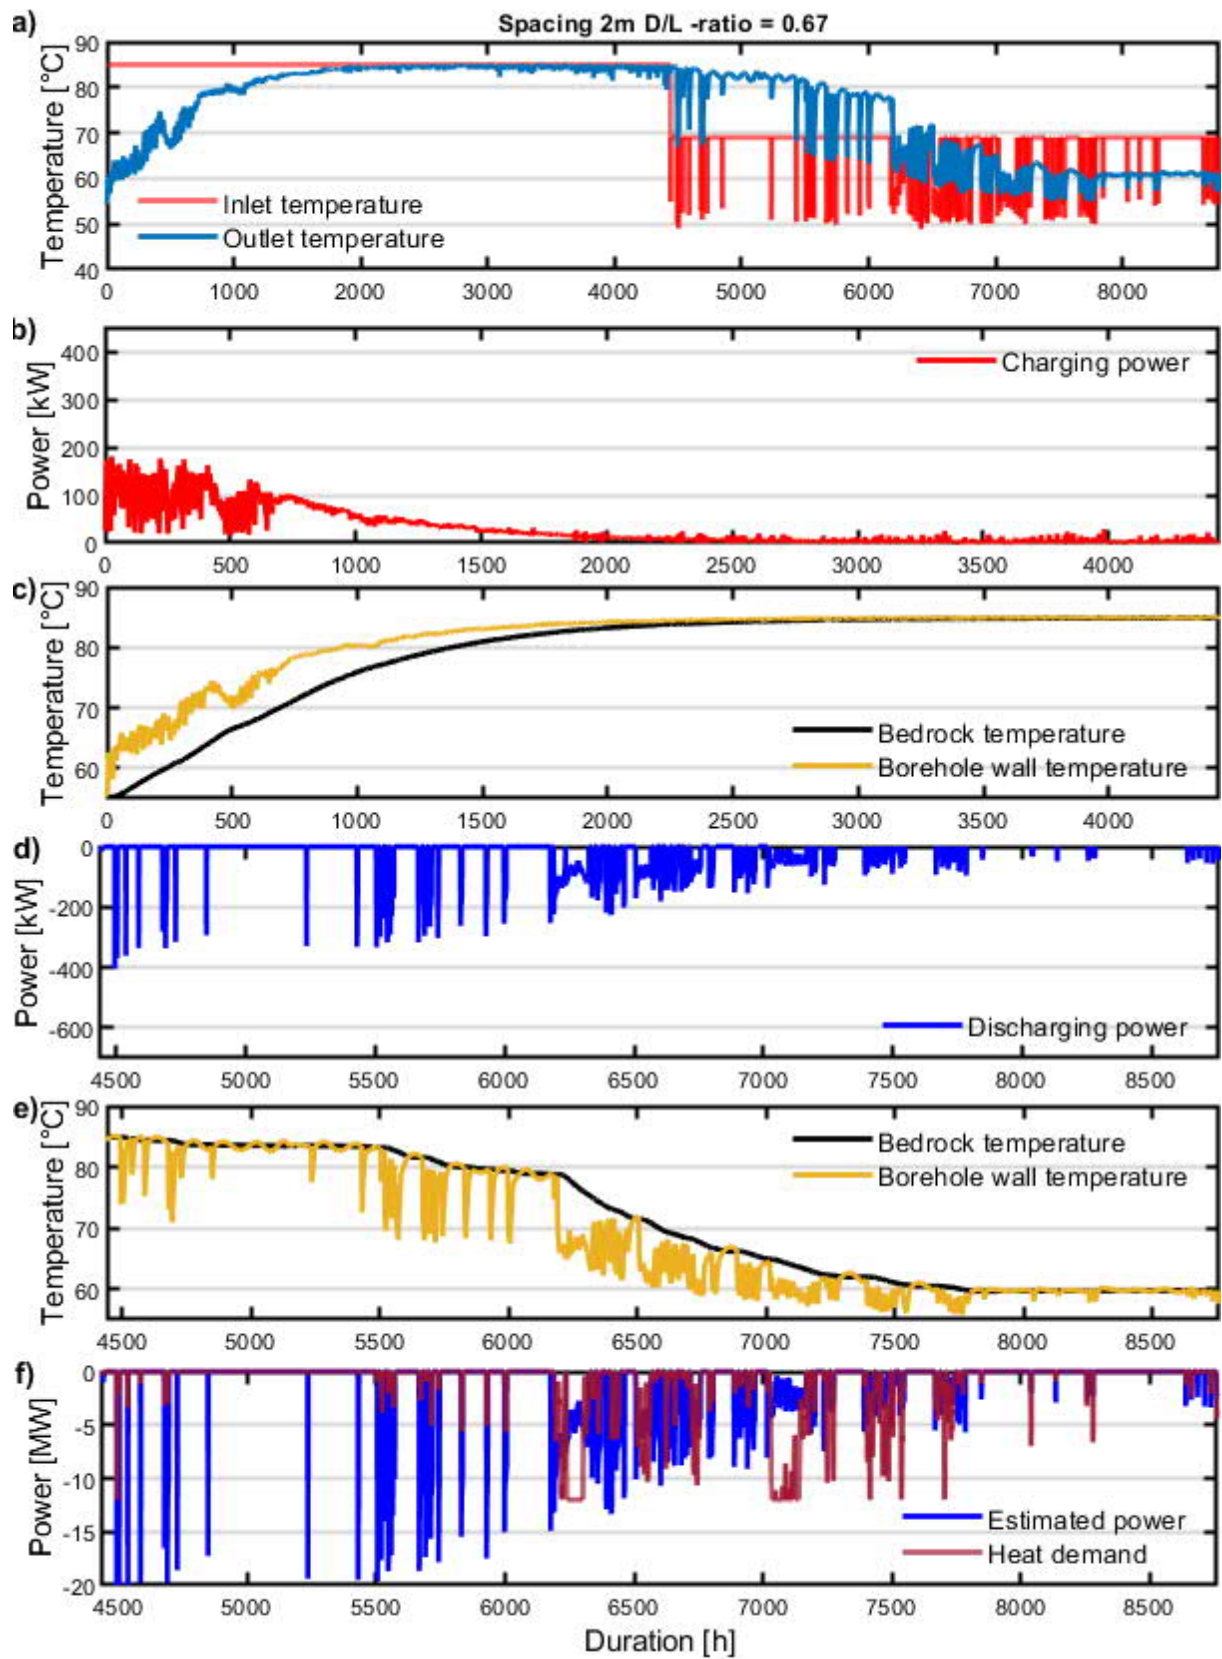 Spacing 2m D/L -ratio = 0.67
a)
Temperature [°C]
90
80
70
60
50
40
Inlet temperature
Outlet temperature
0 1000 2000 3000 4000 5000 6000 7000 8000
b)
Power [kW]
400
300
200
100
0
Charging power
0 500 1000 1500 2000 2500 3000 3500 4000
c)
Temperature [°C]
90
80
70
60
Bedrock temperature
Borehole wall temperature
0 500 1000 1500 2000 2500 3000 3500 4000
d)
Power [kW]
0
-200
-400
-600
Discharging power
4500 5000 5500 6000 6500 7000 7500 8000 8500
e)
Temperature [°C]
90
80
70
60
Bedrock temperature
Borehole wall temperature
4500 5000 5500 6000 6500 7000 7500 8000 8500
f)
Power [MW]
0
-5
-10
-15
-20
Estimated power
Heat demand
4500 5000 5500 6000 6500 7000 7500 8000 8500
Duration [h]